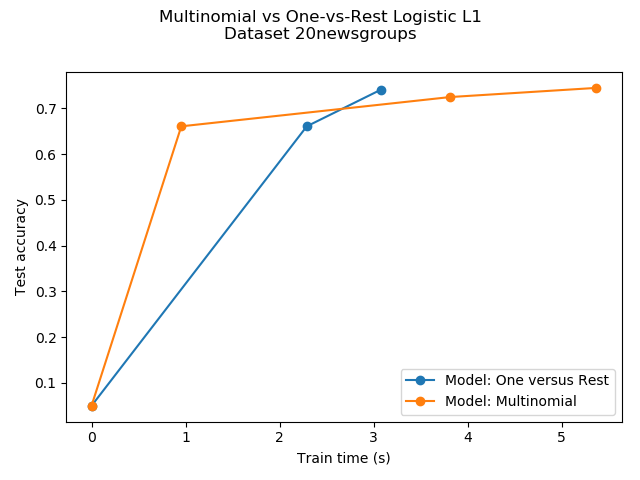 Multinomial vs One-vs-Rest Logistic L1
Dataset 20newsgroups
0.7
0.6
0.5
0.4
0.3
0.2
0.1
Test accuracy
0 1 2 3 4 5
Train time (s)
Model: One versus Rest
Model: Multinomial